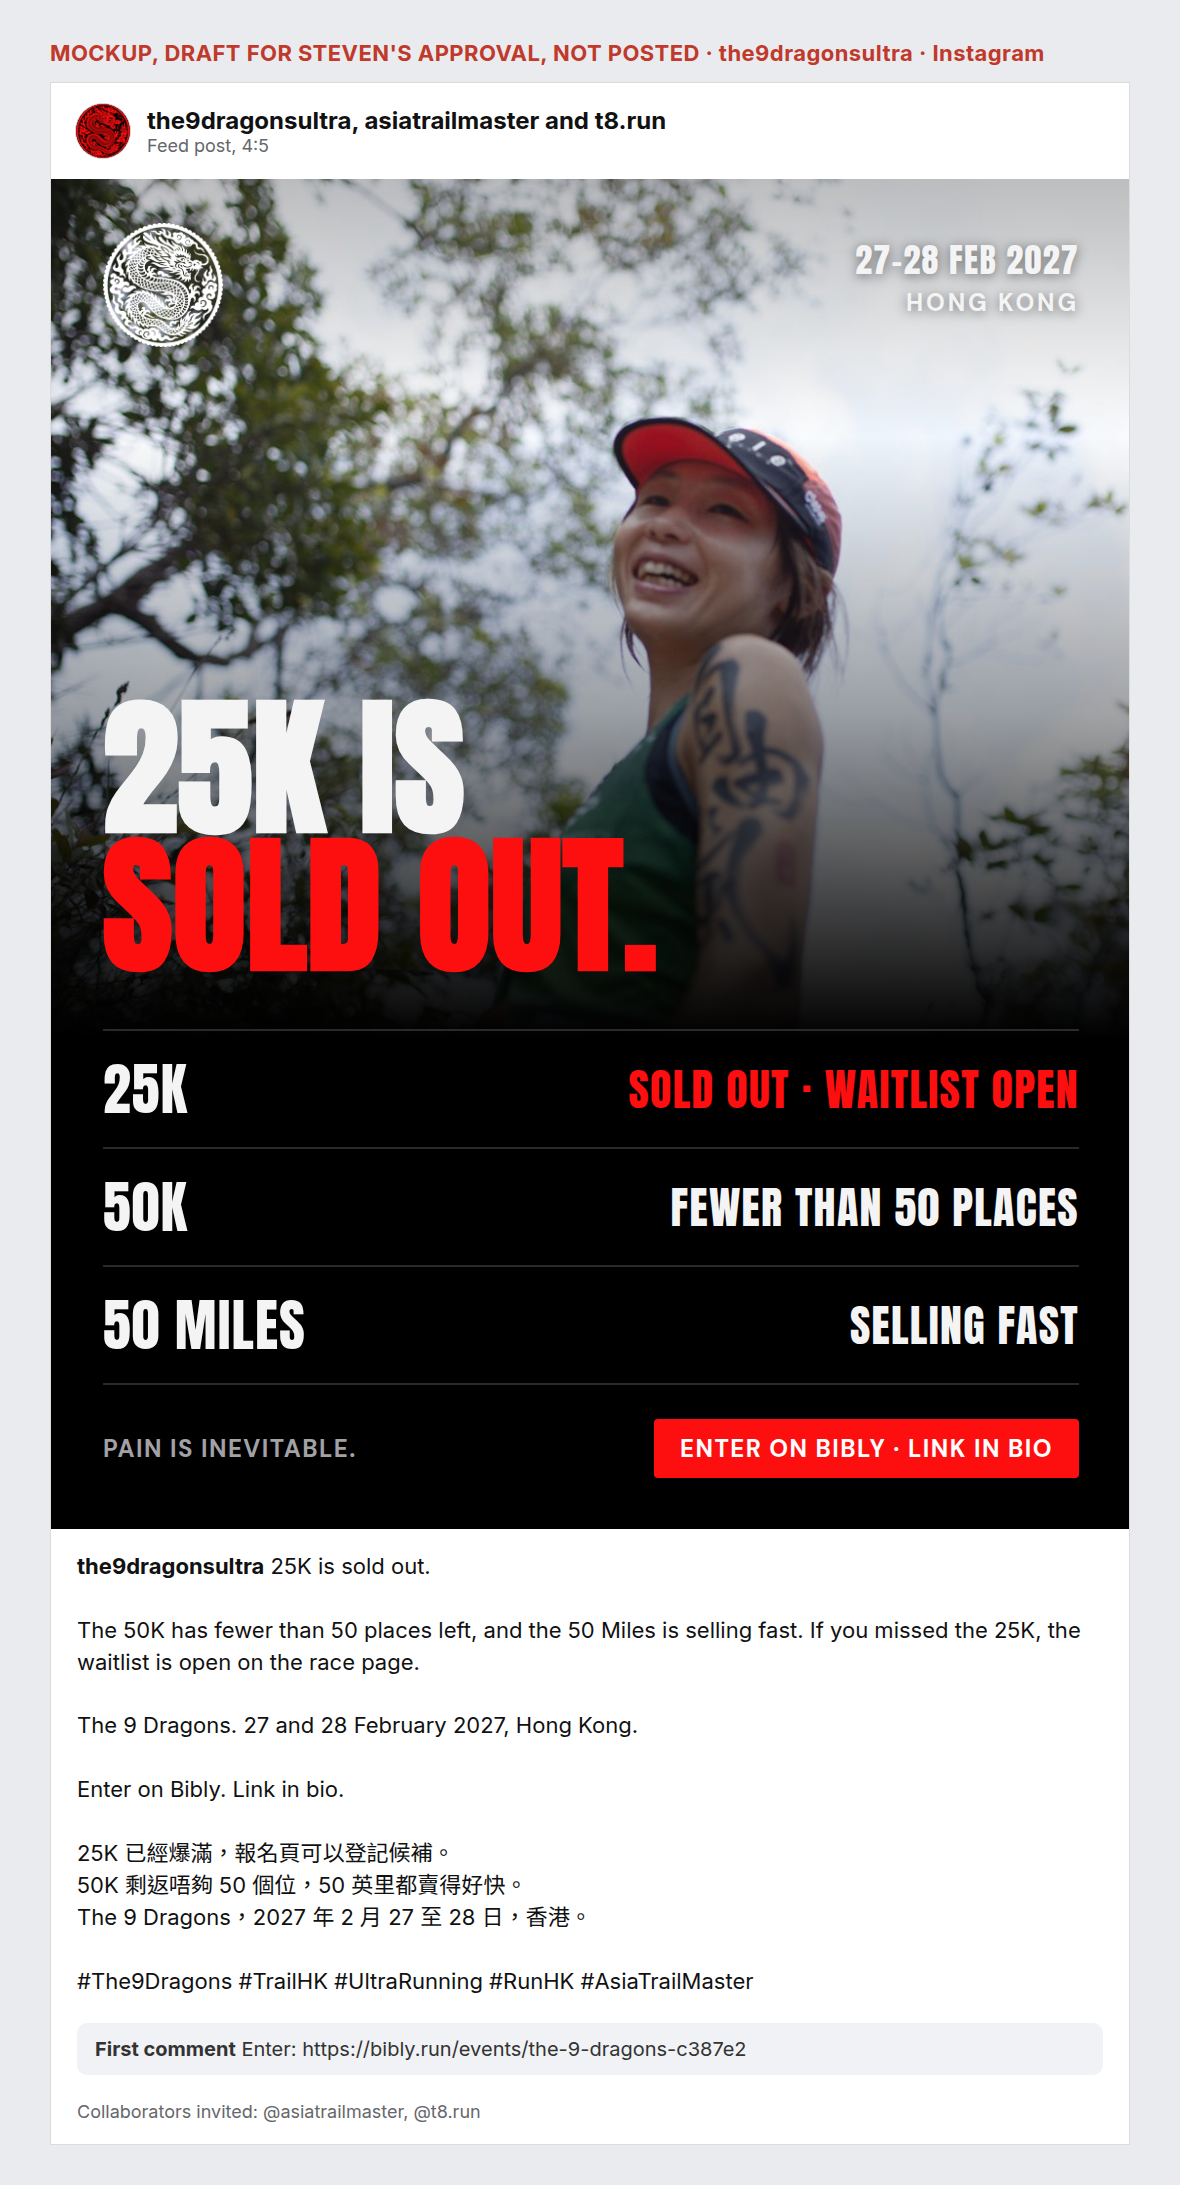 MOCKUP, DRAFT FOR STEVEN'S APPROVAL, NOT POSTED · the9dragonsultra · Instagram
the9dragonsultra, asiatrailmaster and t8.run
Feed post, 4:5
27-28 FEB 2027
HONG KONG
25K IS
SOLD OUT.
25K
SOLD OUT · WAITLIST OPEN
50K
FEWER THAN 50 PLACES
50 MILES
SELLING FAST
PAIN IS INEVITABLE.
ENTER ON BIBLY · LINK IN BIO
the9dragonsultra 25K is sold out.
The 50K has fewer than 50 places left, and the 50 Miles is selling fast. If you missed the 25K, the
waitlist is open on the race page.
The 9 Dragons. 27 and 28 February 2027, Hong Kong.
Enter on Bibly. Link in bio.
25K 已經爆滿，報名頁可以登記候補。
50K 剩返唔夠 50 個位，50 英里都賣得好快。
The 9 Dragons，2027 年 2 月 27 至 28 日，香港。
#The9Dragons #TrailHK #UltraRunning #RunHK #AsiaTrailMaster
First comment Enter: https://bibly.run/events/the-9-dragons-c387e2
Collaborators invited: @asiatrailmaster, @t8.run